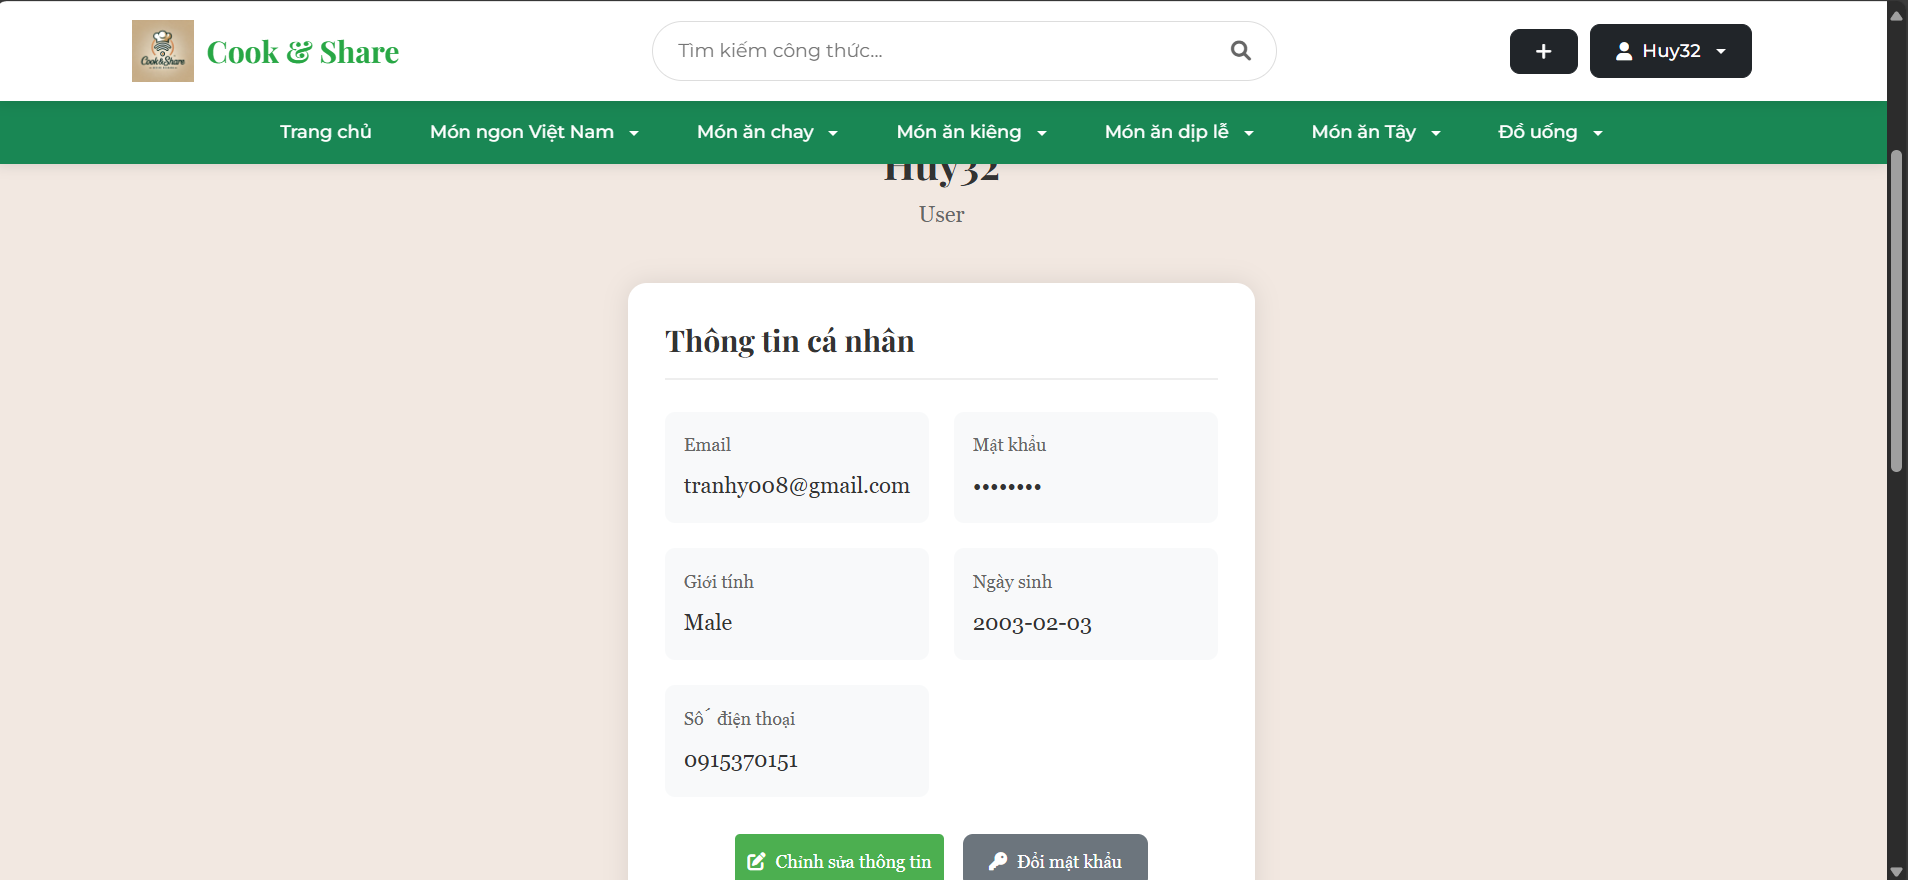 Cook&Share
Cook & Share
Tìm kiếm công thức...
Huy32
Trang chủ
Món ngon Việt Nam
Món ăn chay
Món ăn kiêng
Món ăn dịp lễ
Món ăn Tây
Đồ uống
Huy32
User
Thông tin cá nhân
Email
tranhy008@gmail.com
Mật khẩu
••••••••
Giới tính
Male
Ngày sinh
2003-02-03
Số điện thoại
0915370151
Chỉnh sửa thông tin
Đổi mật khẩu